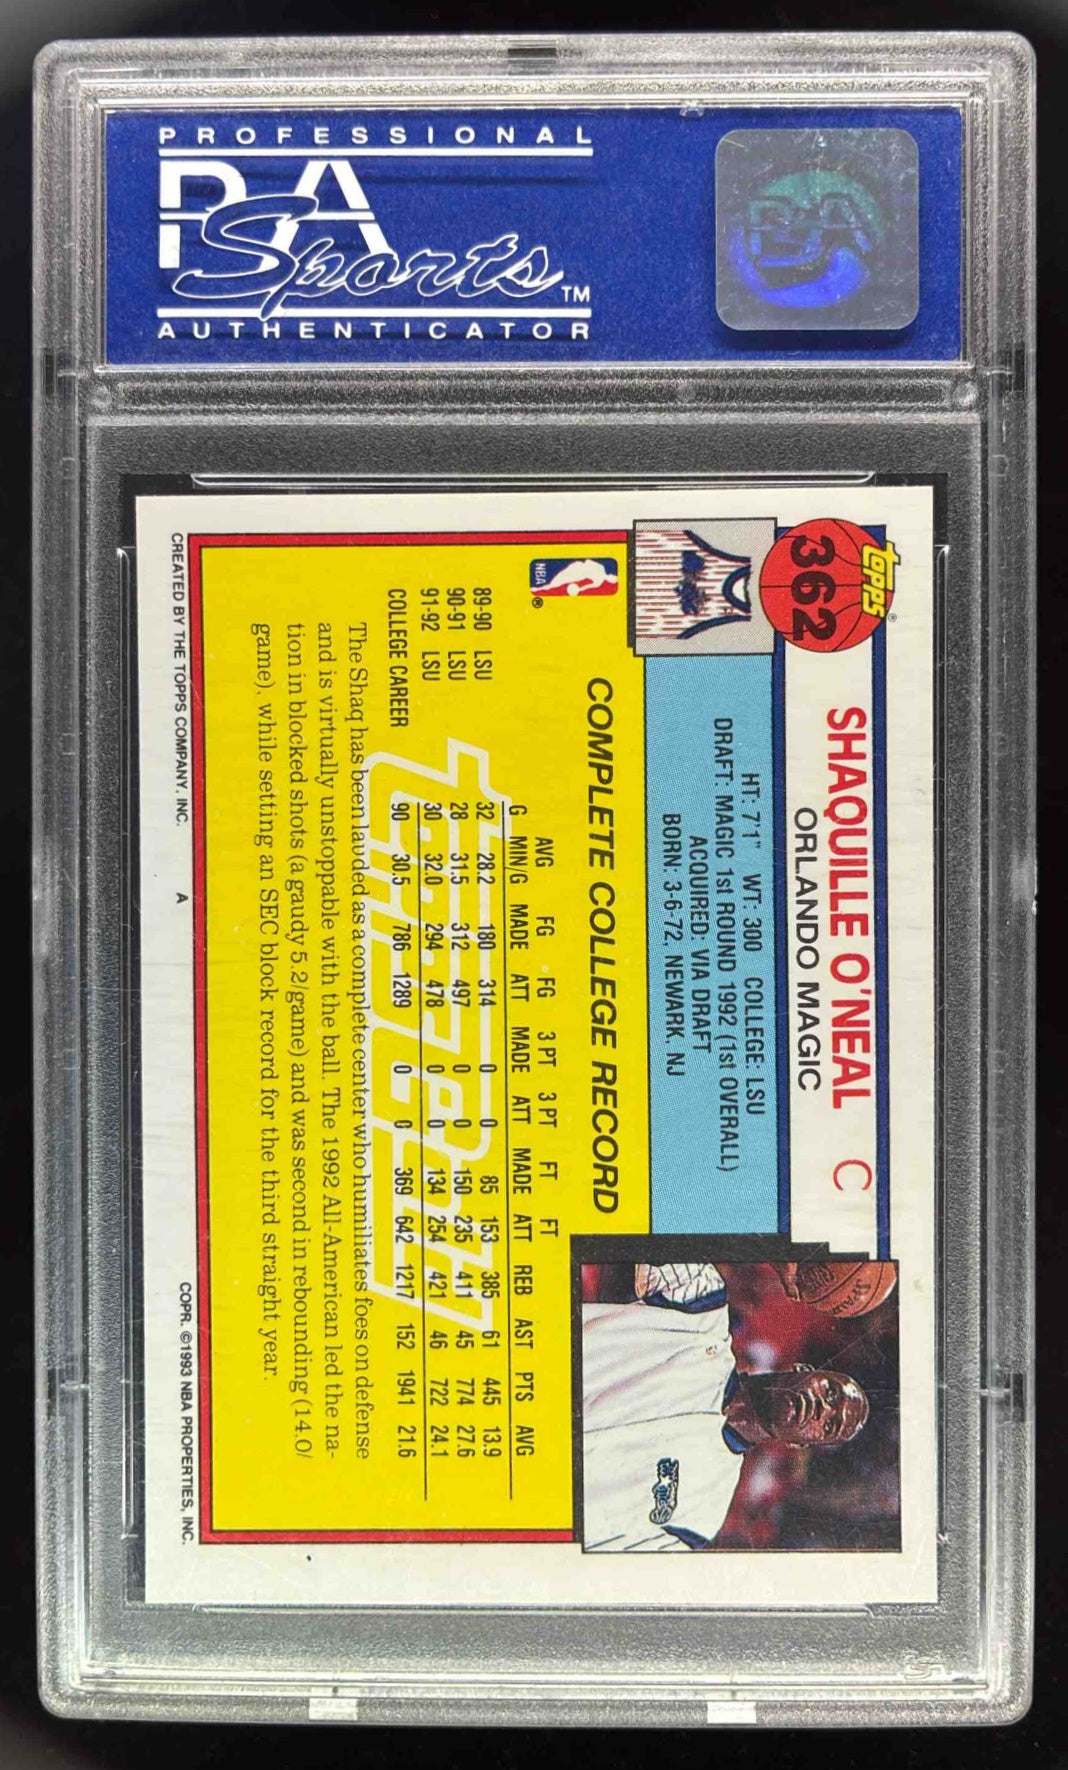 PROFESSIONAL
PSA
Sports™
AUTHENTICATOR
topps®
362
SHAQUILLE O'NEAL C
ORLANDO MAGIC
HT: 7'1" WT: 300 COLLEGE: LSU
DRAFT: MAGIC 1st ROUND 1992 (1st OVERALL)
ACQUIRED: VIA DRAFT
BORN: 3-6-72, NEWARK, NJ
COMPLETE COLLEGE RECORD
NBA®
AVG FG FG 3 PT 3 PT FT FT
G MIN/G MADE ATT MADE ATT MADE ATT REB AST PTS AVG
89-90 LSU 32 28.2 180 314 0 0 85 153 385 61 445 13.9
90-91 LSU 28 31.5 312 497 0 0 150 235 411 45 774 27.6
91-92 LSU 30 32.0 294 478 0 0 134 254 421 46 722 24.1
COLLEGE CAREER 90 30.5 786 1289 0 0 369 642 1217 152 1941 21.6
The Shaq has been lauded as a complete center who humiliates foes on defense
and is virtually unstoppable with the ball. The 1992 All-American led the na-
tion in blocked shots (a gaudy 5.2/game) and was second in rebounding (14.0/
game), while setting an SEC block record for the third straight year.
CREATED BY THE TOPPS COMPANY, INC. A COPR. ©1993 NBA PROPERTIES, INC.